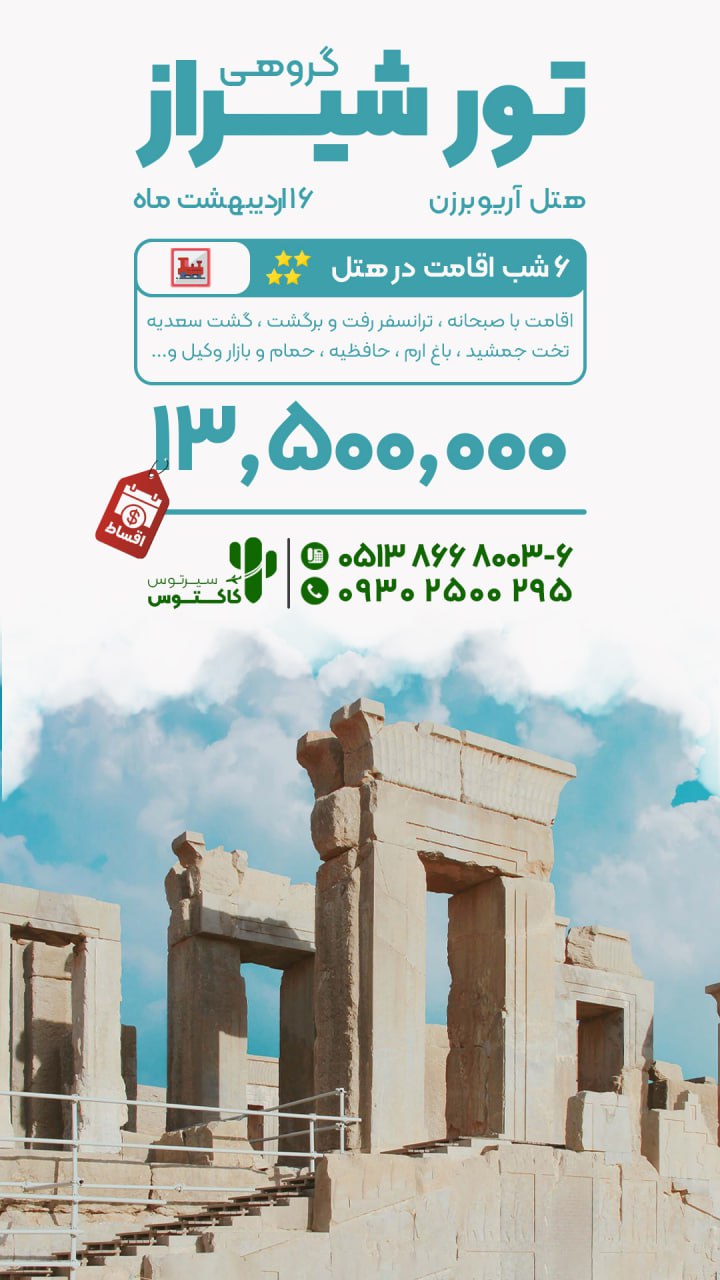 تور شیراز
گروهی
هتل آریوبرزن
۱۶ اردیبهشت ماه
۶ شب اقامت در هتل
اقامت با صبحانه ، ترانسفر رفت و برگشت ، گشت سعدیه
تخت جمشید ، باغ ارم ، حافظیه ، حمام و بازار وکیل و...
۱۳,۵۰۰,۰۰۰
$
اقساط
۰۵۱۳ ۸۶۶ ۸۰۰۳-۶
۰۹۳۰ ۲۵۰۰ ۲۹۵
سیرتوس
کاکتوس